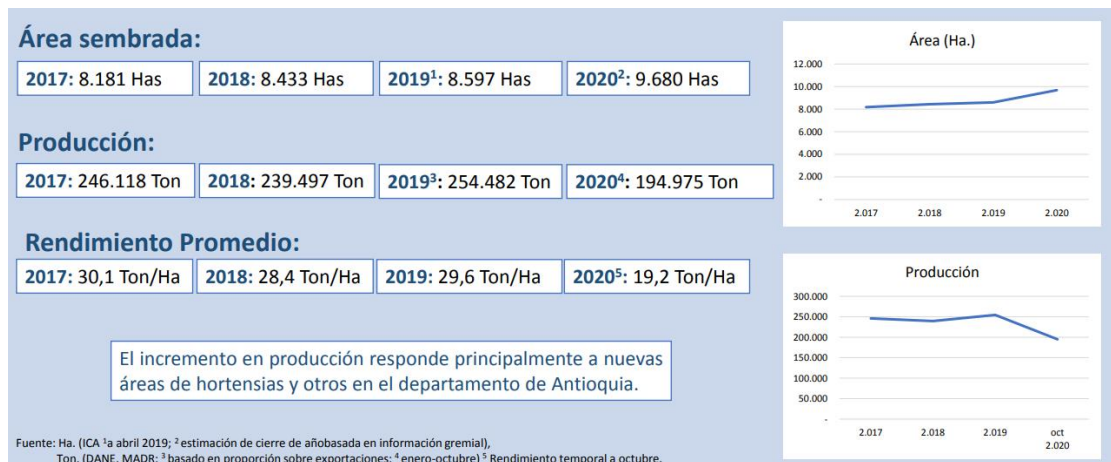 Área sembrada:
2017: 8.181 Has
2018: 8.433 Has
2019¹: 8.597 Has
2020²: 9.680 Has
Producción:
2017: 246.118 Ton
2018: 239.497 Ton
2019³: 254.482 Ton
2020⁴: 194.975 Ton
Rendimiento Promedio:
2017: 30,1 Ton/Ha
2018: 28,4 Ton/Ha
2019: 29,6 Ton/Ha
2020⁵: 19,2 Ton/Ha
El incremento en producción responde principalmente a nuevas
áreas de hortensias y otros en el departamento de Antioquia.
Fuente: Ha. (ICA ¹a abril 2019; ² estimación de cierre de añobasada en información gremial),
Ton. (DANE, MADR; ³ basado en proporción sobre exportaciones; ⁴ enero-octubre) ⁵ Rendimiento temporal a octubre.
Área (Ha.)
12.000
10.000
8.000
6.000
4.000
2.000
-
2.017 2.018 2.019 2.020
Producción
300.000
250.000
200.000
150.000
100.000
50.000
-
2.017 2.018 2.019 oct
2.020